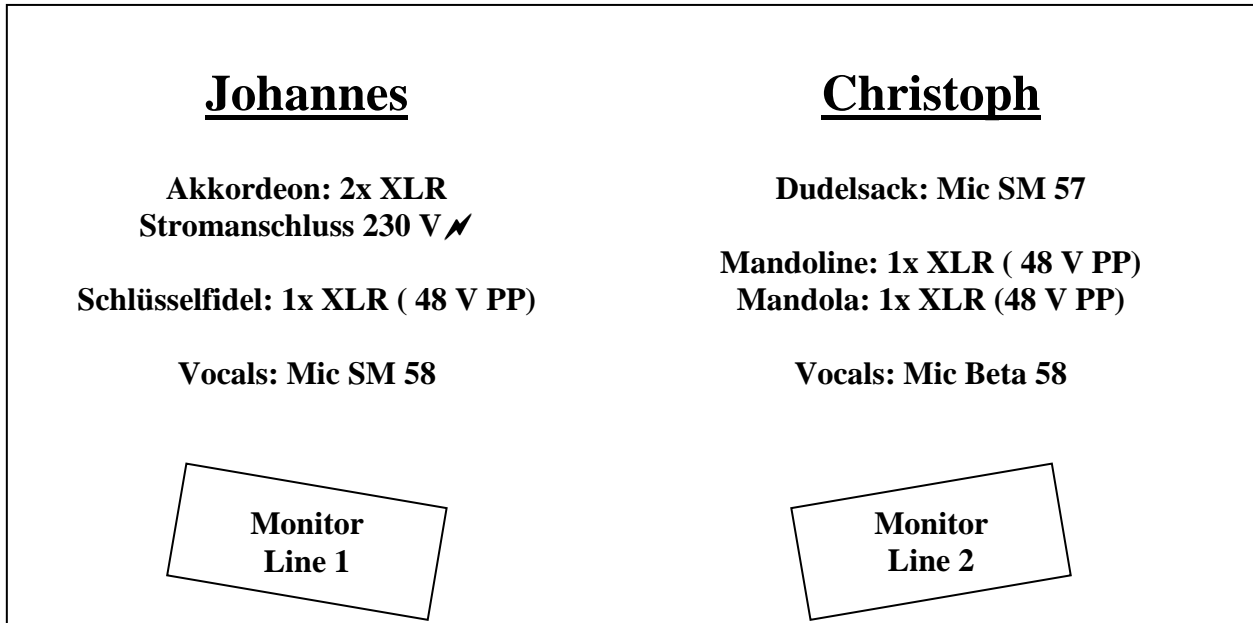 Johannes
Akkordeon: 2x XLR
Stromanschluss 230 V
Schlüsselfidel: 1x XLR ( 48 V PP)
Vocals: Mic SM 58
Monitor
Line 1
Christoph
Dudelsack: Mic SM 57
Mandoline: 1x XLR ( 48 V PP)
Mandola: 1x XLR (48 V PP)
Vocals: Mic Beta 58
Monitor
Line 2